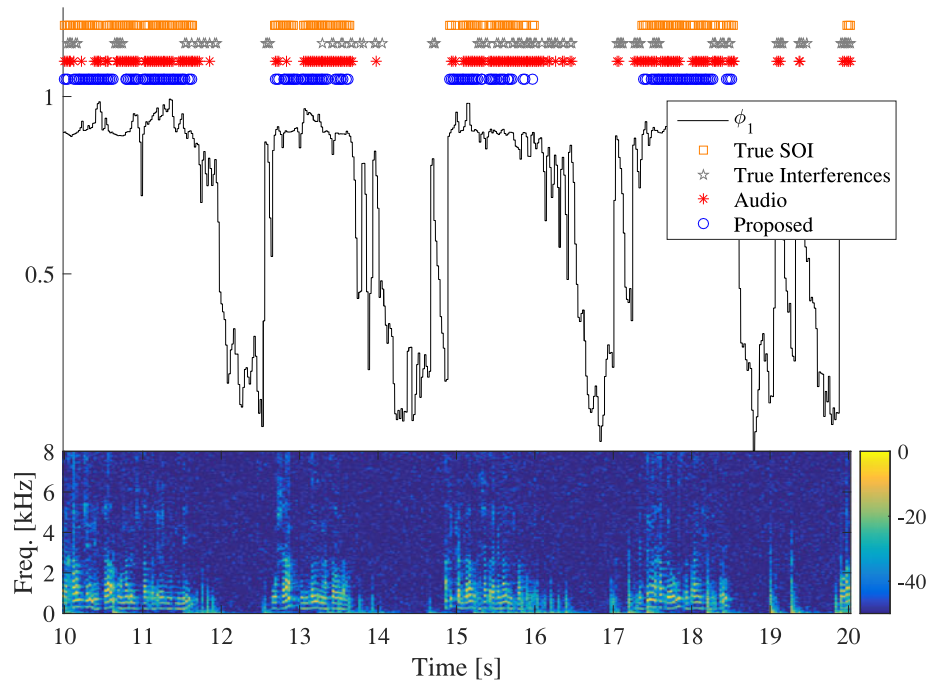 1
ϕ_1
True SOI
True Interferences
Audio
Proposed
0.5
Freq. [kHz]
8
6
4
2
0
0
-20
-40
10 11 12 13 14 15 16 17 18 19 20
Time [s]